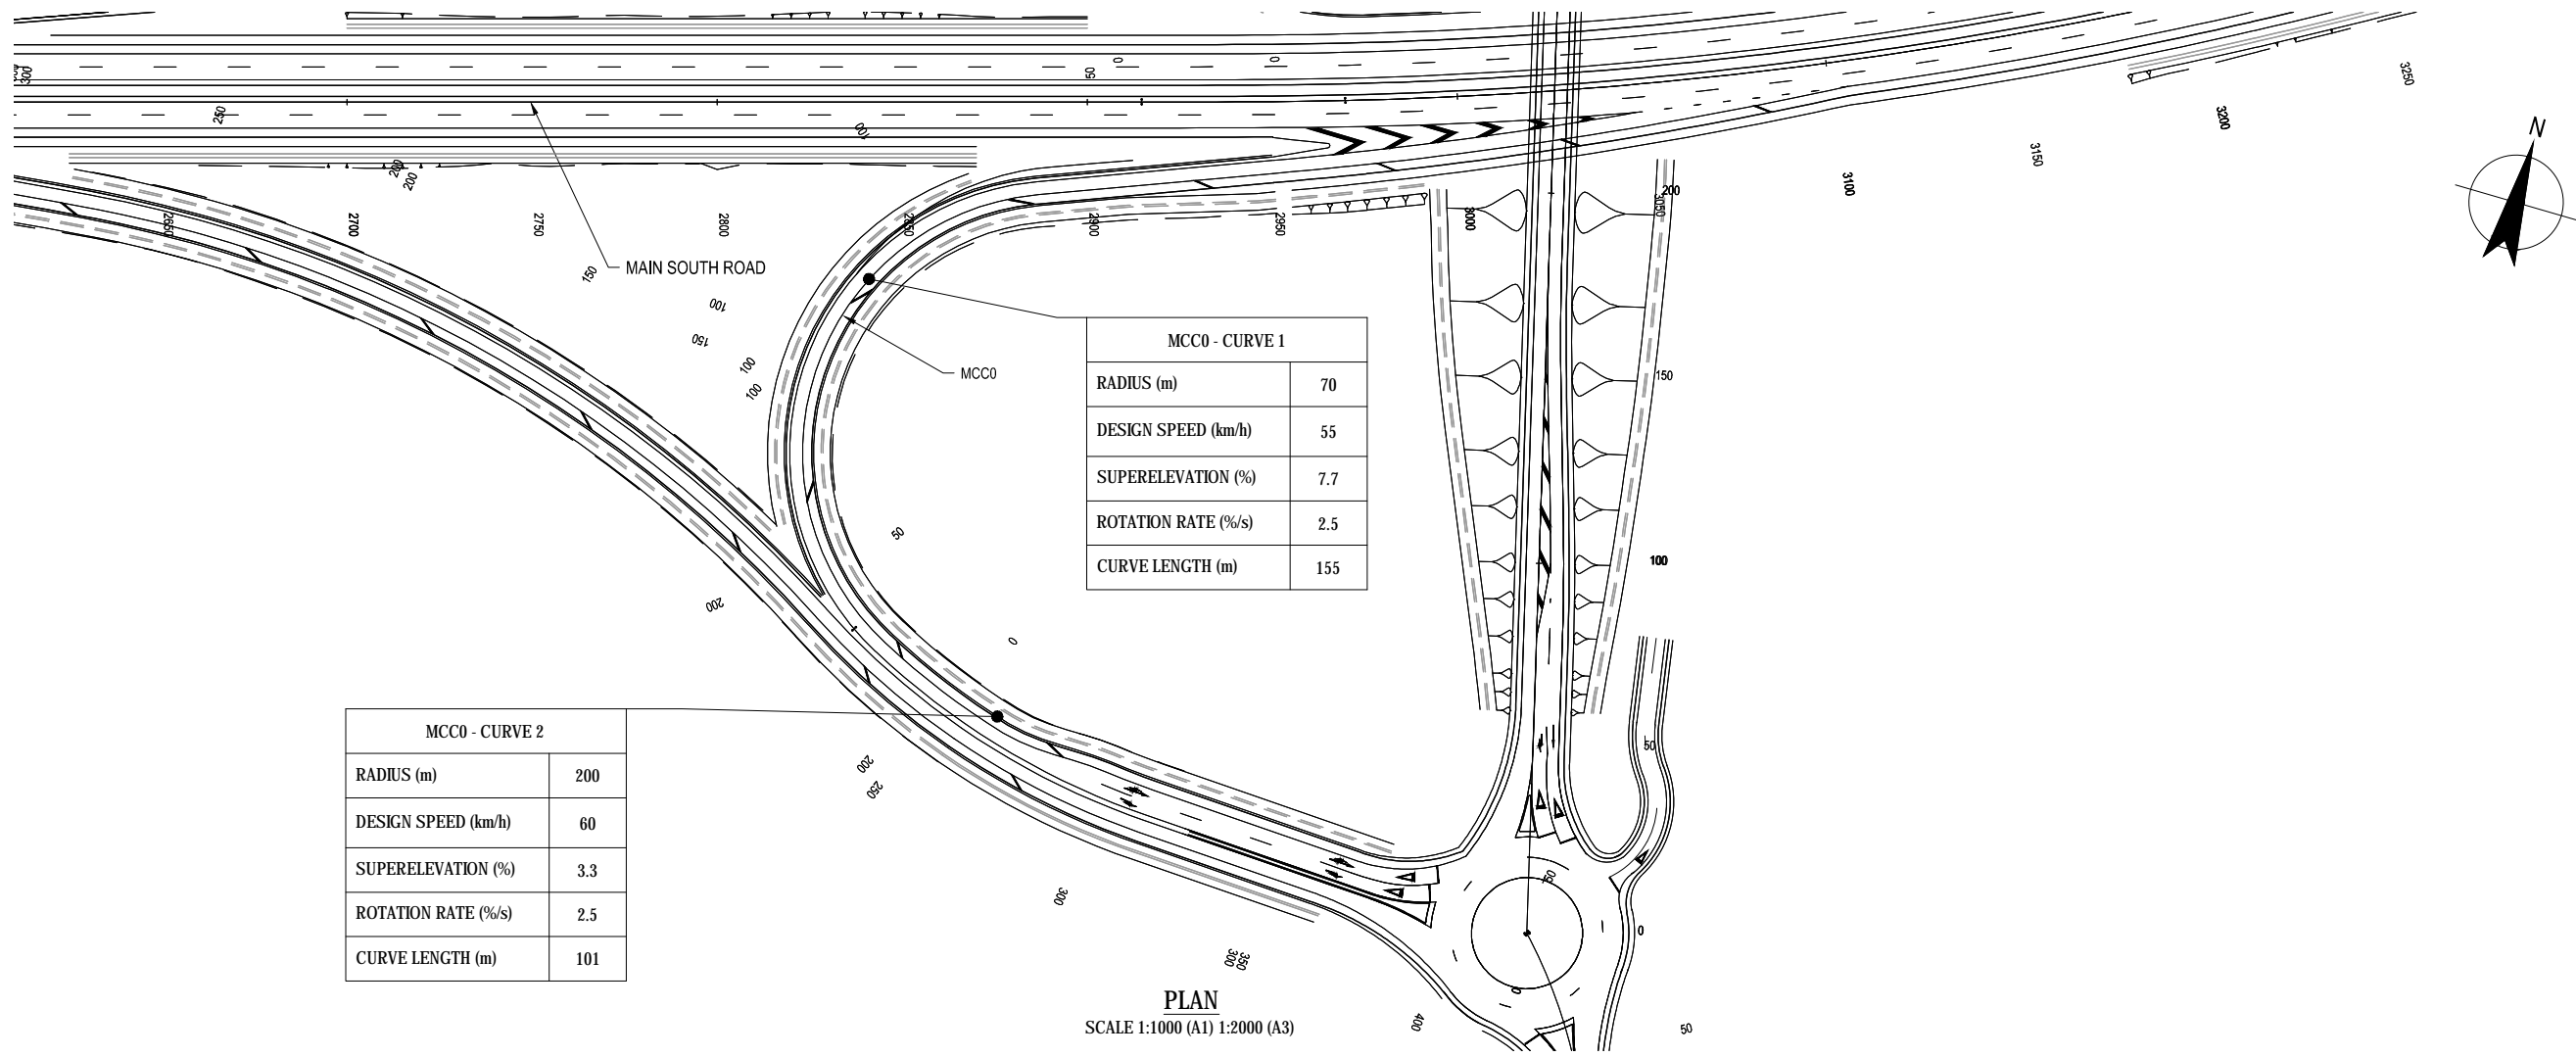 300
0
0
50
250
100
200
200
3250
3200
3150
3100
N
200
3050
2650
2700
2750
2800
2850
2900
2950
3000
150
MAIN SOUTH ROAD
100
150
100
100
MCC0
MCC0 - CURVE 1
RADIUS (m) 70
DESIGN SPEED (km/h) 55
SUPERELEVATION (%) 7.7
ROTATION RATE (%/s) 2.5
CURVE LENGTH (m) 155
150
50
100
200
0
MCC0 - CURVE 2
RADIUS (m) 200
DESIGN SPEED (km/h) 60
SUPERELEVATION (%) 3.3
ROTATION RATE (%/s) 2.5
CURVE LENGTH (m) 101
50
200
250
300
0
300
350
0
400
50
PLAN
SCALE 1:1000 (A1) 1:2000 (A3)